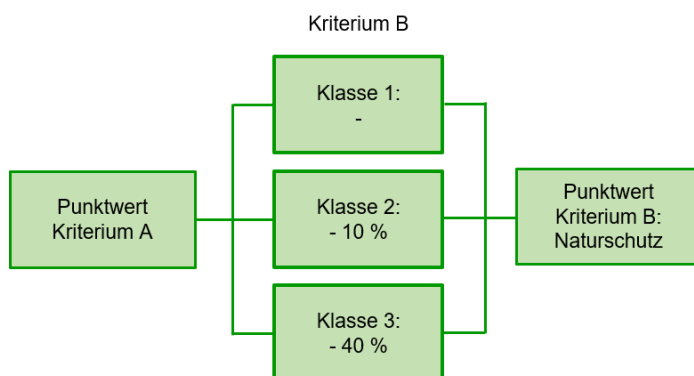 Kriterium B
Punktwert
Kriterium A
Klasse 1:
-
Klasse 2:
- 10 %
Klasse 3:
- 40 %
Punktwert
Kriterium B:
Naturschutz